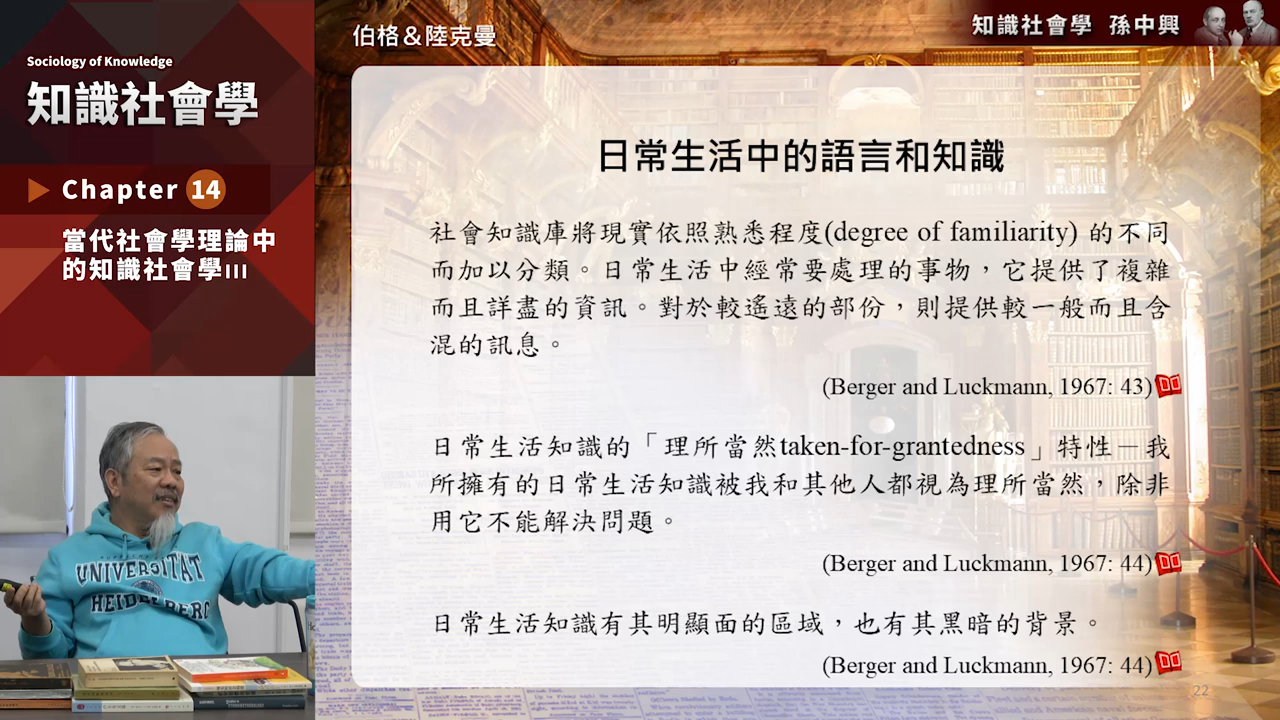 Sociology of Knowledge
知識社會學
Chapter 14
當代社會學理論中
的知識社會學III
伯格＆陸克曼
知識社會學 孫中興
日常生活中的語言和知識
社會知識庫將現實依照熟悉程度(degree of familiarity) 的不同
而加以分類。日常生活中經常要處理的事物，它提供了複雜
而且詳盡的資訊。對於較遙遠的部份，則提供較一般而且含
混的訊息。
(Berger and Luckmann, 1967: 43)
日常生活知識的「理所當然taken-for-grantedness」特性－我
所擁有的日常生活知識被我和其他人都視為理所當然，除非
用它不能解決問題。
(Berger and Luckmann, 1967: 44)
日常生活知識有其明顯面的區域，也有其黑暗的背景。
(Berger and Luckmann, 1967: 44)
22
UNIVERSITAT
HEIDELBERG